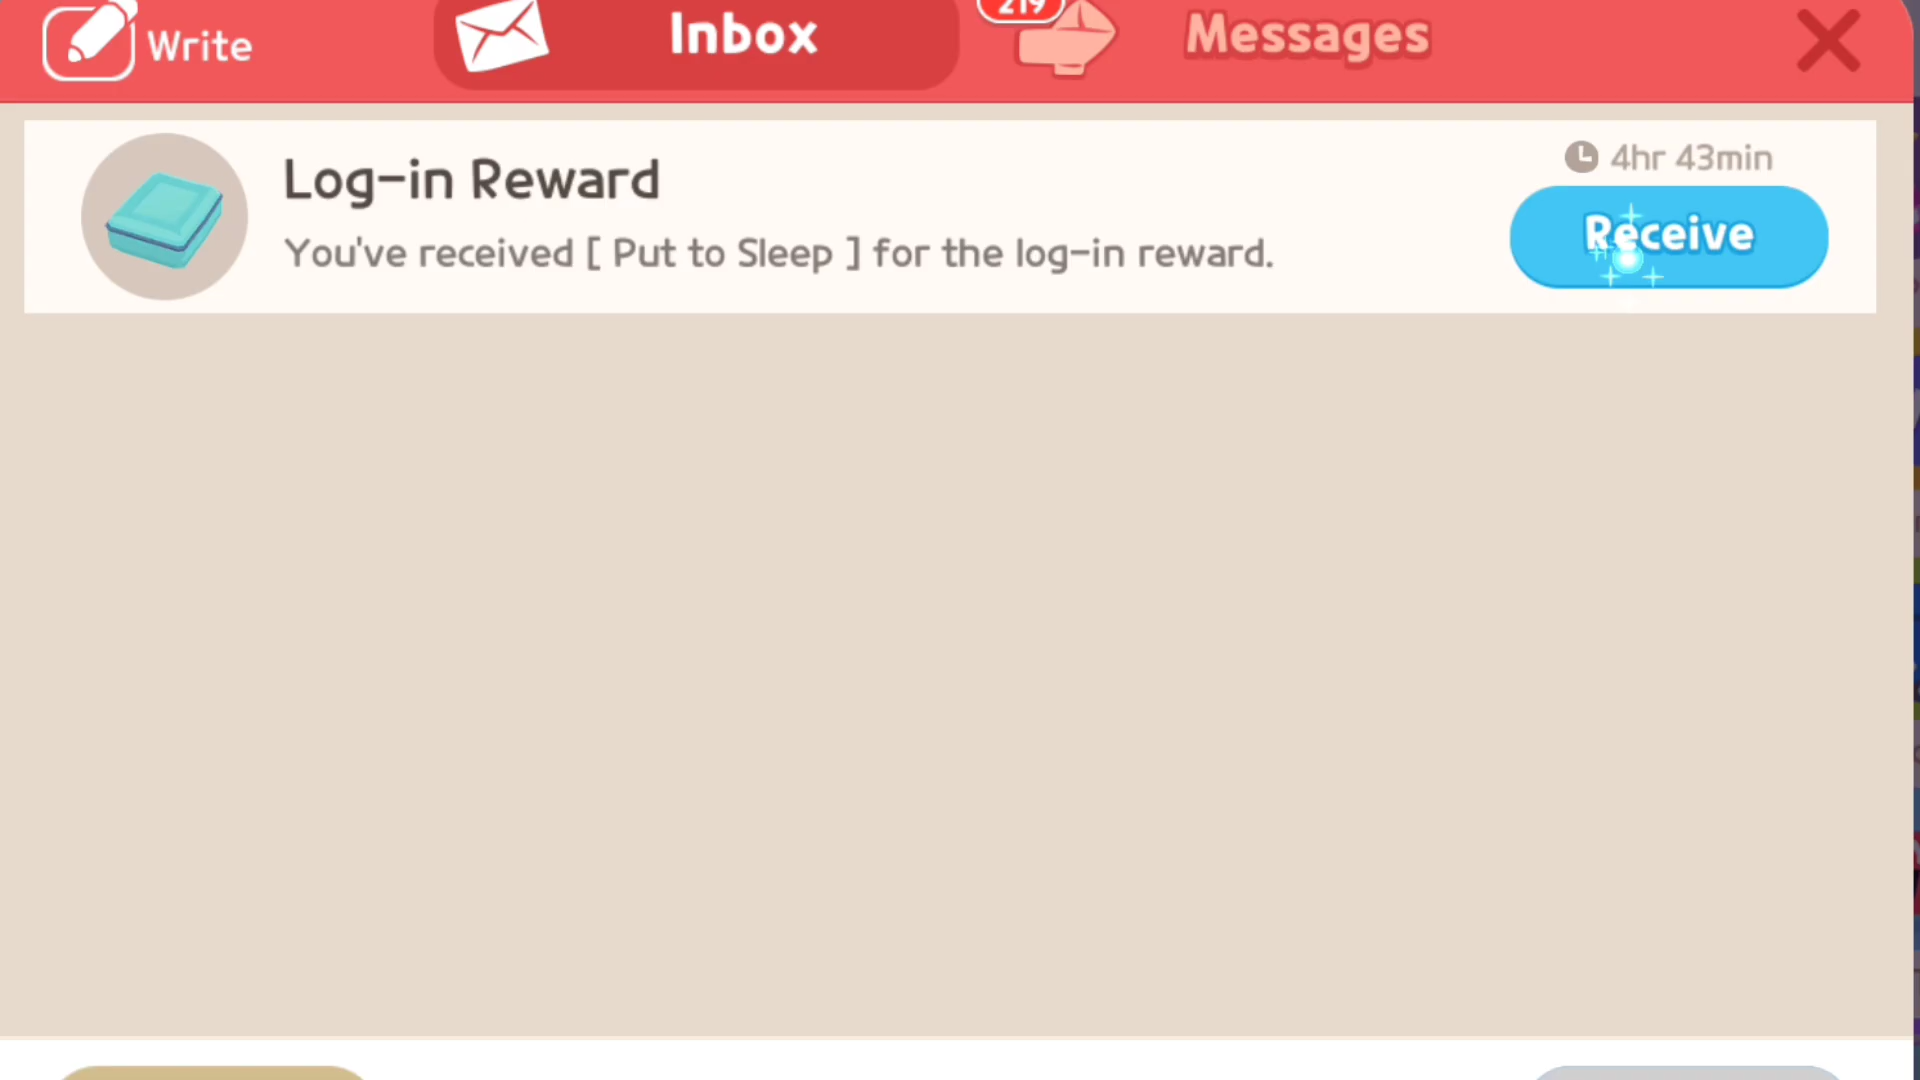 Write
Inbox
219
Messages
Log-in Reward
You've received [ Put to Sleep ] for the log-in reward.
4hr 43min
Receive